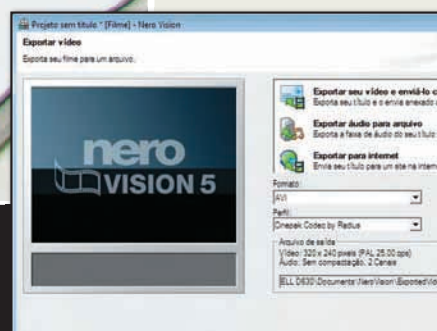 Projeto sem título * [Filme] - Nero Vision
Exportar vídeo
Exporta seu filme para um arquivo.
nero
VISION 5
Exportar seu vídeo e enviá-lo
Exporta seu título e o envia anexado
Exportar áudio para arquivo
Exporta a faixa de áudio do seu título
Exportar para internet
Envia seu título para um site na
Formato:
AVI
Perfil:
Cinepak Codec by Radius
Arquivo de saída
Vídeo: 320 x 240 pixels (PAL, 25,00 qps)
Áudio: Sem compactação, 2 Canais
ELL D630\Documents\NeroVision\